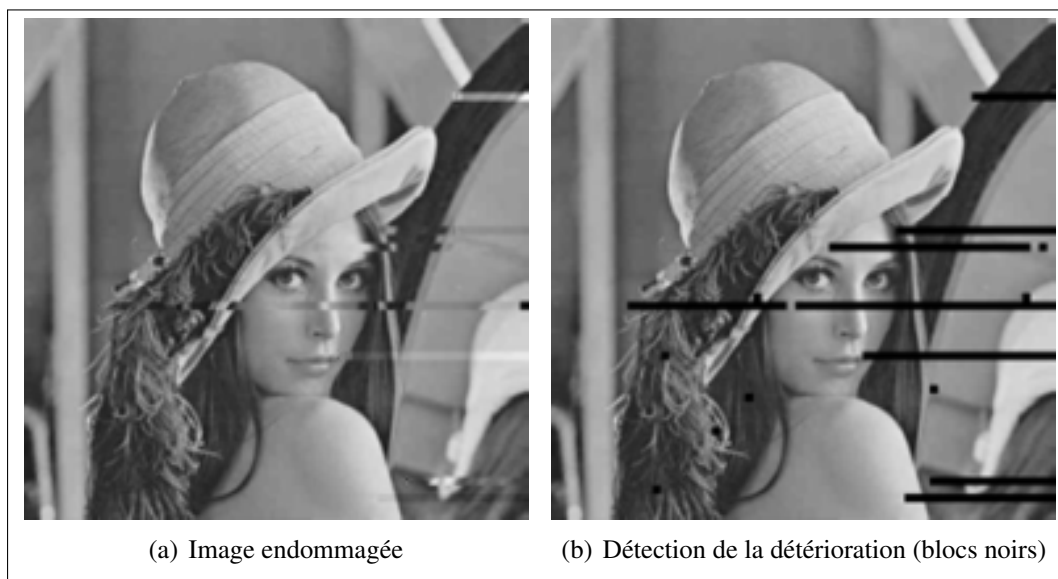 (a) Image endommagée
(b) Détection de la détérioration (blocs noirs)